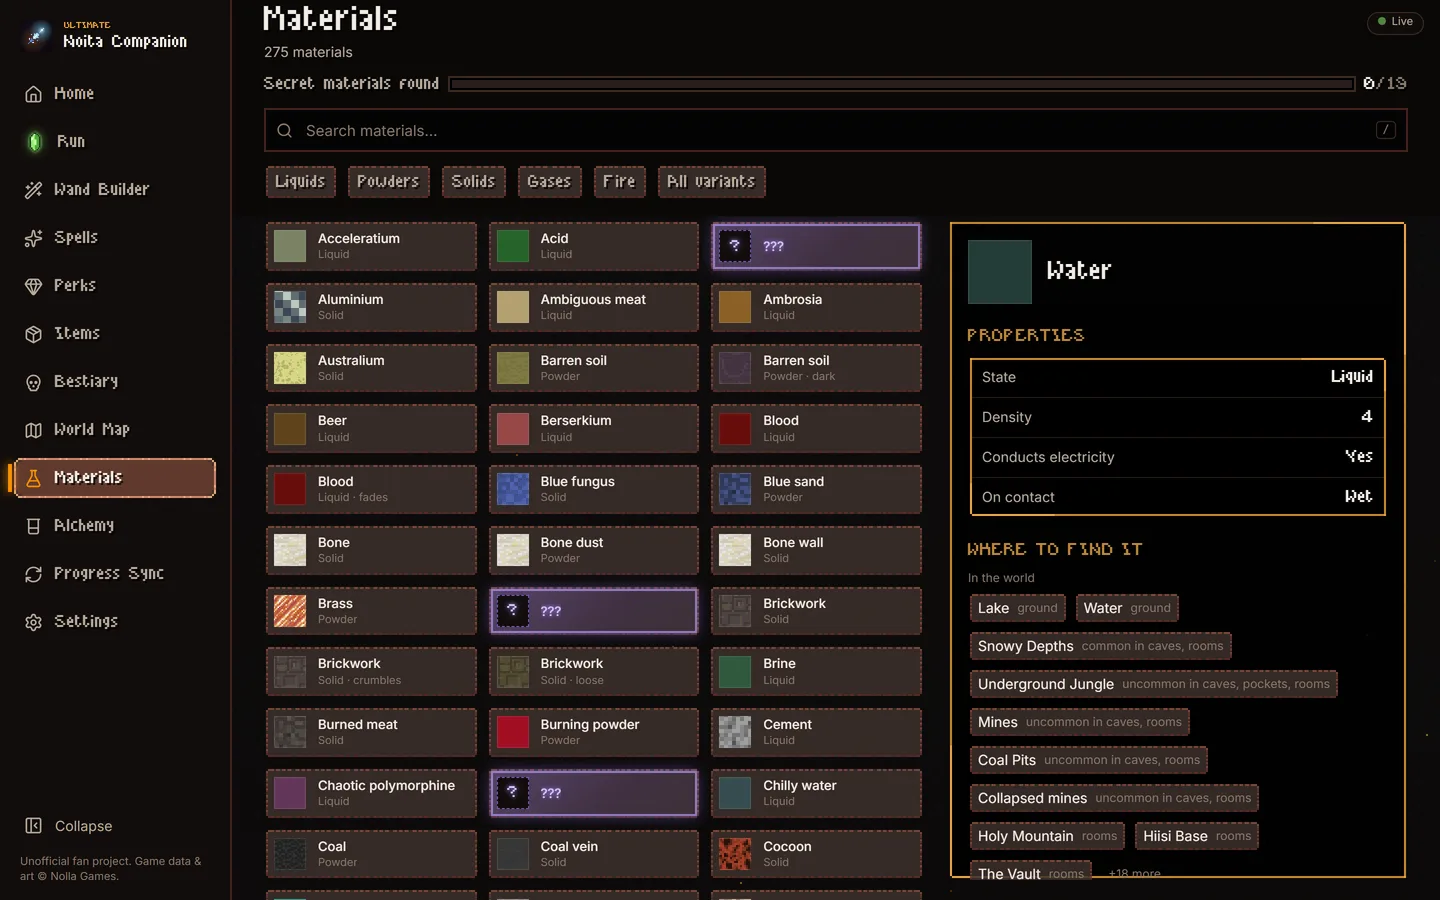 ULTIMATE
Noita Companion
Home
Run
Wand Builder
Spells
Perks
Items
Bestiary
World Map
Materials
Alchemy
Progress Sync
Settings
Collapse
Unofficial fan project. Game data &
art © Nolla Games.
Materials
Live
275 materials
Secret materials found 0/19
Search materials... /
Liquids Powders Solids Gases Fire All variants
Acceleratium
Liquid
Acid
Liquid
? ???
Aluminium
Solid
Ambiguous meat
Liquid
Ambrosia
Liquid
Australium
Solid
Barren soil
Powder
Barren soil
Powder · dark
Beer
Liquid
Berserkium
Liquid
Blood
Liquid
Blood
Liquid · fades
Blue fungus
Solid
Blue sand
Powder
Bone
Solid
Bone dust
Powder
Bone wall
Solid
Brass
Powder
? ???
Brickwork
Solid
Brickwork
Solid · crumbles
Brickwork
Solid · loose
Brine
Liquid
Burned meat
Solid
Burning powder
Powder
Cement
Liquid
Chaotic polymorphine
Liquid
? ???
Chilly water
Liquid
Coal
Powder
Coal vein
Solid
Cocoon
Solid
Water
PROPERTIES
State Liquid
Density 4
Conducts electricity Yes
On contact Wet
WHERE TO FIND IT
In the world
Lake ground Water ground
Snowy Depths common in caves, rooms
Underground Jungle uncommon in caves, pockets, rooms
Mines uncommon in caves, rooms
Coal Pits uncommon in caves, rooms
Collapsed mines uncommon in caves, rooms
Holy Mountain rooms Hiisi Base rooms
The Vault rooms +18 more